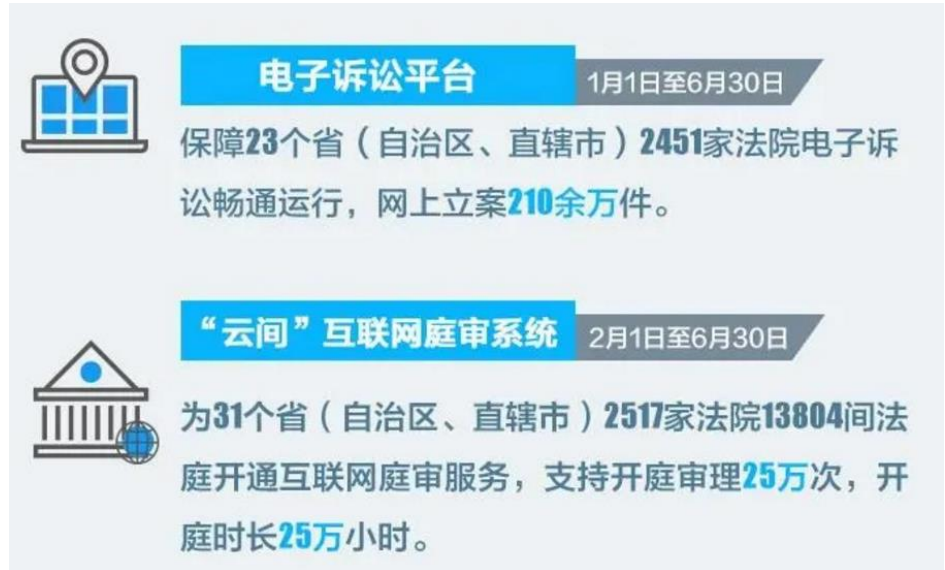 电子诉讼平台 1月1日至6月30日
保障23个省（自治区、直辖市）2451家法院电子诉
讼畅通运行，网上立案210余万件。
“云间”互联网庭审系统 2月1日至6月30日
为31个省（自治区、直辖市）2517家法院13804间法
庭开通互联网庭审服务，支持开庭审理25万次，开
庭时长25万小时。